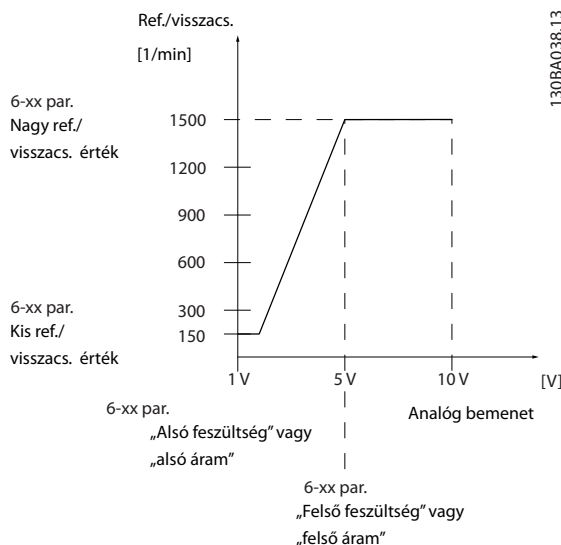 Ref./visszacs.
[1/min]
130BA038.13
6-xx par.
Nagy ref./
visszacs. érték
1500
1200
900
600
300
150
6-xx par.
Kis ref./
visszacs. érték
1 V
5 V
10 V
[V]
Analóg bemenet
6-xx par.
„Alsó feszültség” vagy
„alsó áram”
6-xx par.
„Felső feszültség” vagy
„felső áram”